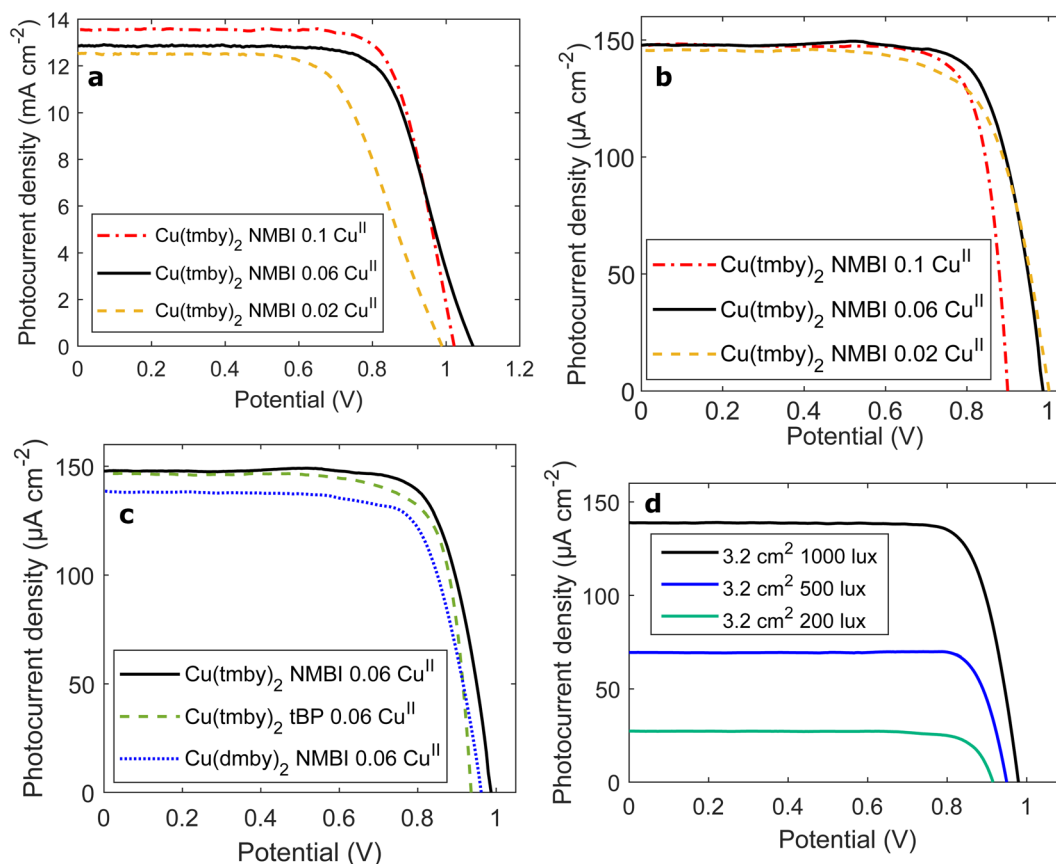 a
Photocurrent density (mA cm-2)
14
12
10
8
6
4
2
0
Cu(tmby)2 NMBI 0.1 CuII
Cu(tmby)2 NMBI 0.06 CuII
Cu(tmby)2 NMBI 0.02 CuII
0 0.2 0.4 0.6 0.8 1 1.2
Potential (V)
b
Photocurrent density (µA cm-2)
150
100
50
0
Cu(tmby)2 NMBI 0.1 CuII
Cu(tmby)2 NMBI 0.06 CuII
Cu(tmby)2 NMBI 0.02 CuII
0 0.2 0.4 0.6 0.8 1
Potential (V)
c
Photocurrent density (µA cm-2)
150
100
50
0
Cu(tmby)2 NMBI 0.06 CuII
Cu(tmby)2 tBP 0.06 CuII
Cu(dmby)2 NMBI 0.06 CuII
0 0.2 0.4 0.6 0.8 1
Potential (V)
d
Photocurrent density (µA cm-2)
150
100
50
0
3.2 cm2 1000 lux
3.2 cm2 500 lux
3.2 cm2 200 lux
0 0.2 0.4 0.6 0.8 1
Potential (V)